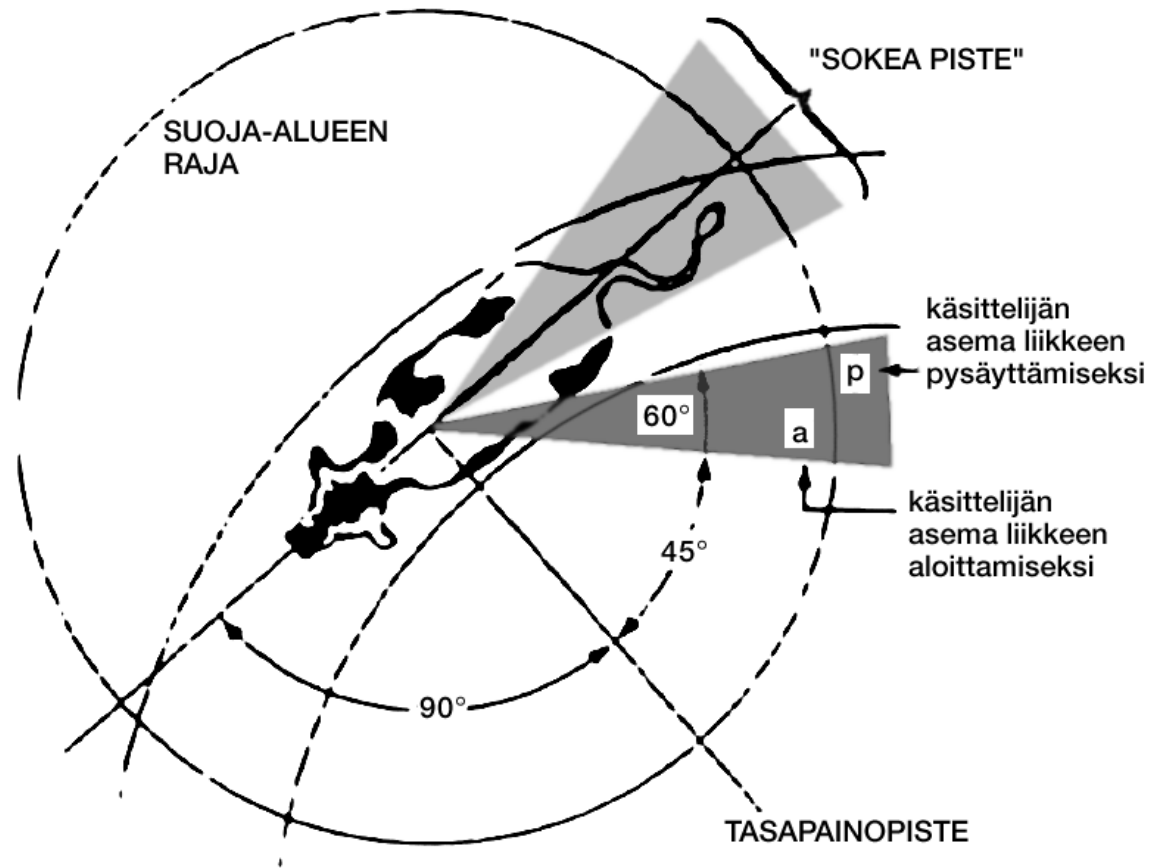 "SOKEA PISTE"
SUOJA-ALUEEN
RAJA
käsittelijän
asema liikkeen
pysäyttämiseksi
p
60°
a
käsittelijän
asema liikkeen
aloittamiseksi
45°
90°
TASAPAINOPISTE